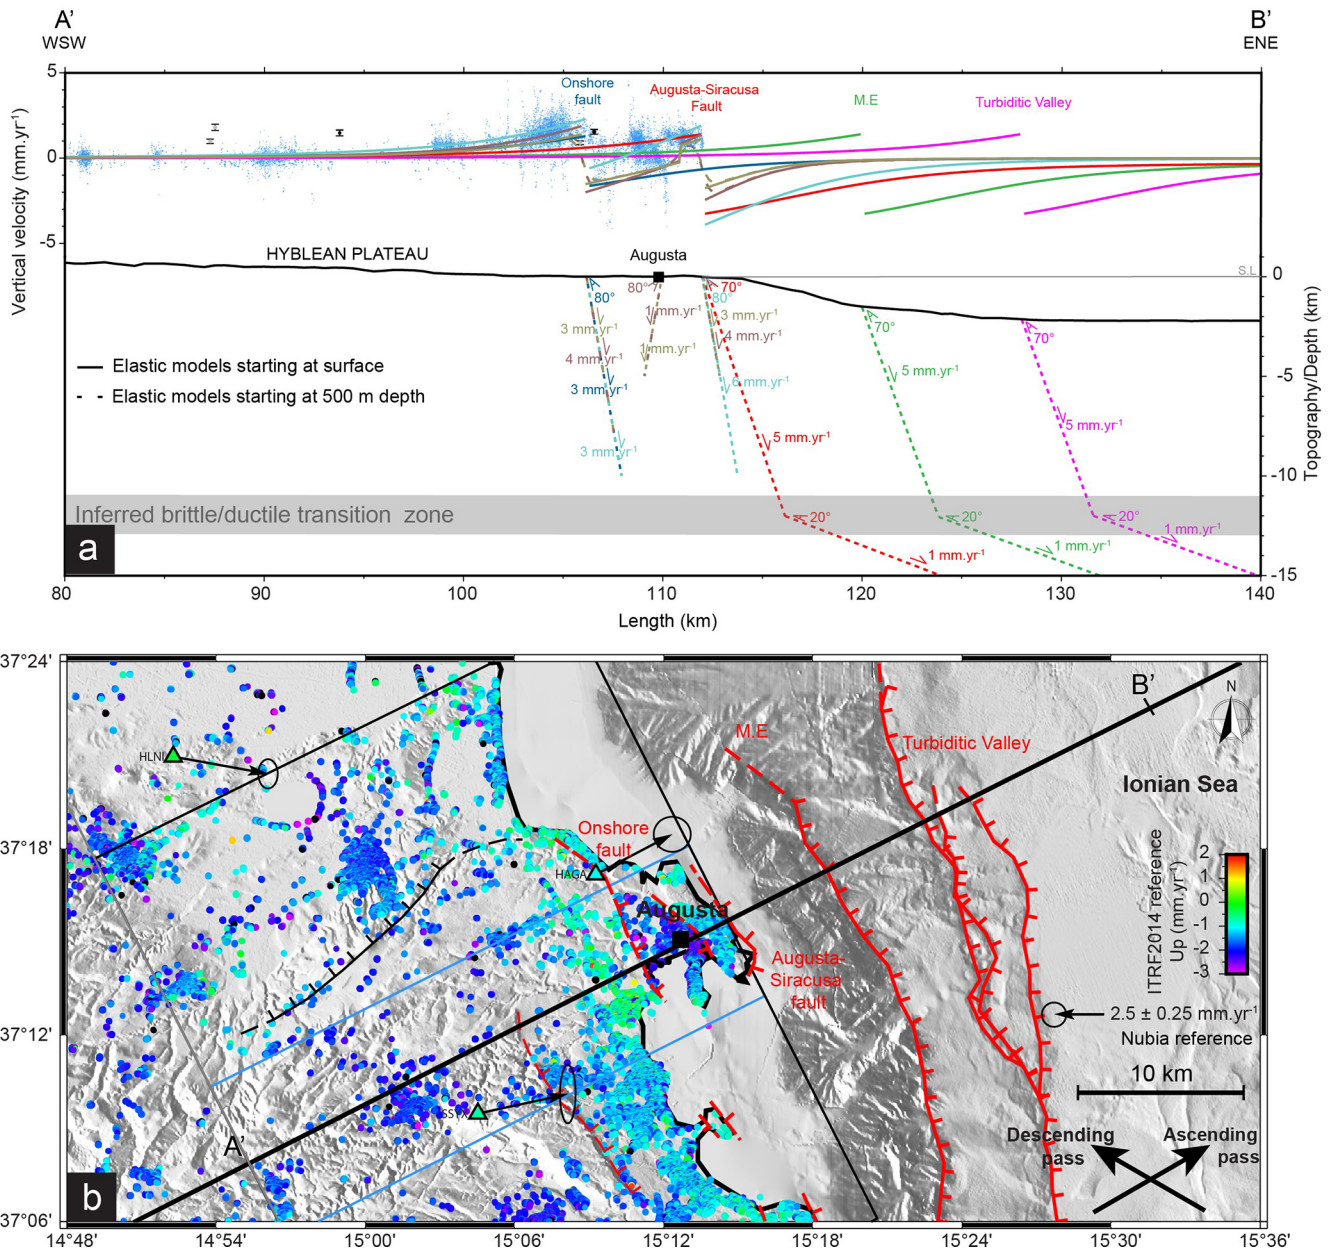 A’
WSW
B’
ENE
Onshore
fault
Augusta-Siracusa
Fault
M.E
Turbiditic Valley
Vertical velocity (mm.yr⁻¹)
5
0
-5
HYBLEAN PLATEAU
Augusta
S.L
80°
80°
70°
80°
1 mm.yr⁻¹
3 mm.yr⁻¹
3 mm.yr⁻¹
4 mm.yr⁻¹
1 mm.yr⁻¹
4 mm.yr⁻¹
3 mm.yr⁻¹
6 mm.yr⁻¹
3 mm.yr⁻¹
5 mm.yr⁻¹
70°
5 mm.yr⁻¹
70°
5 mm.yr⁻¹
Elastic models starting at surface
Elastic models starting at 500 m depth
Inferred brittle/ductile transition zone
20°
20°
20°
1 mm.yr⁻¹
1 mm.yr⁻¹
1 mm.yr⁻¹
0
-5
-10
-15
Topography/Depth (km)
a
80
90
100
110
120
130
140
Length (km)
37°24'
37°18'
37°12'
37°06'
HLNI
HAGA
SSYX
M.E
Turbiditic Valley
B’
N
Ionian Sea
Onshore
fault
Augusta
Augusta-
Siracusa
fault
ITRF2014 reference
Up (mm.yr⁻¹)
2
1
0
-1
-2
-3
2.5 ± 0.25 mm.yr⁻¹
Nubia reference
10 km
Descending
pass
Ascending
pass
A’
b
14°48'
14°54'
15°00'
15°06'
15°12'
15°18'
15°24'
15°30'
15°36'